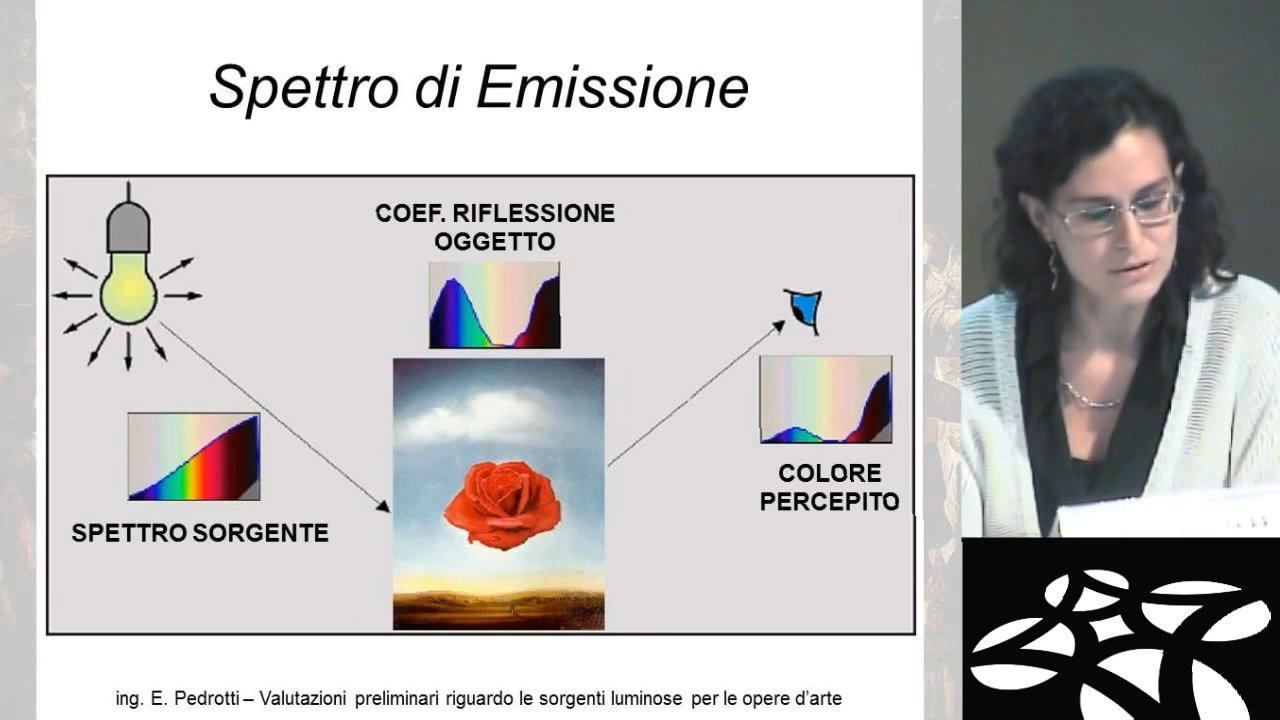 Spettro di Emissione
COEF. RIFLESSIONE
OGGETTO
SPETTRO SORGENTE
COLORE
PERCEPITO
ing. E. Pedrotti – Valutazioni preliminari riguardo le sorgenti luminose per le opere d'arte